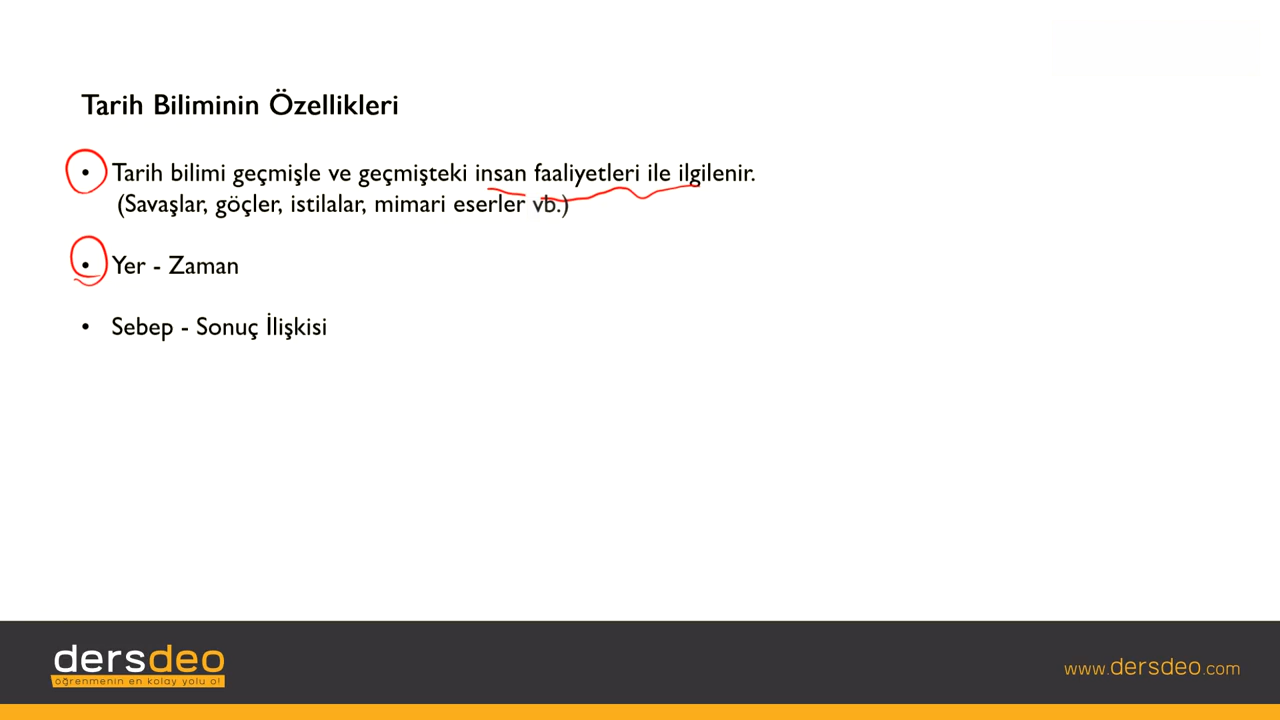 Tarih Biliminin Özellikleri
• Tarih bilimi geçmişle ve geçmişteki insan faaliyetleri ile ilgilenir.
(Savaşlar, göçler, istilalar, mimari eserler vb.)
• Yer - Zaman
• Sebep - Sonuç İlişkisi
dersdeo
öğrenmenin en kolay yolu o!
www.dersdeo.com